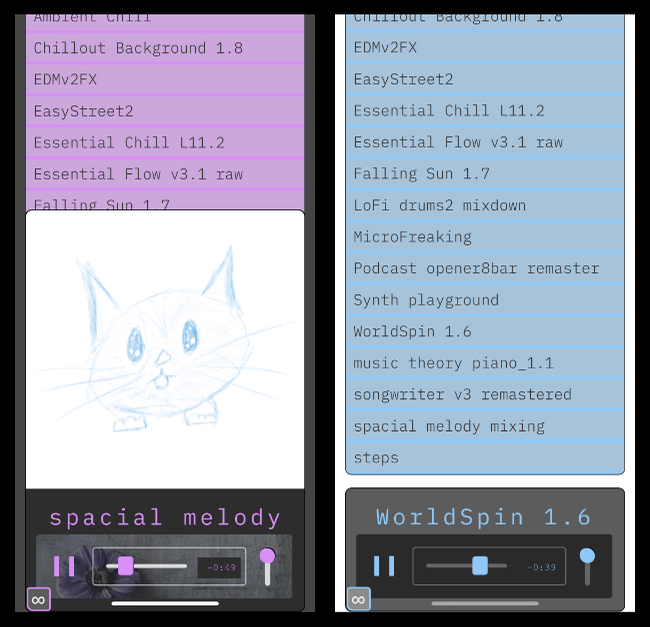 Ambient Chill
Chillout Background 1.8
EDMv2FX
EasyStreet2
Essential Chill L11.2
Essential Flow v3.1 raw
Falling Sun 1.7
spacial melody
-0:49
∞
Chillout Background 1.8
EDMv2FX
EasyStreet2
Essential Chill L11.2
Essential Flow v3.1 raw
Falling Sun 1.7
LoFi drums2 mixdown
MicroFreaking
Podcast opener8bar remaster
Synth playground
WorldSpin 1.6
music theory piano_1.1
songwriter v3 remastered
spacial melody mixing
steps
WorldSpin 1.6
-0:39
∞